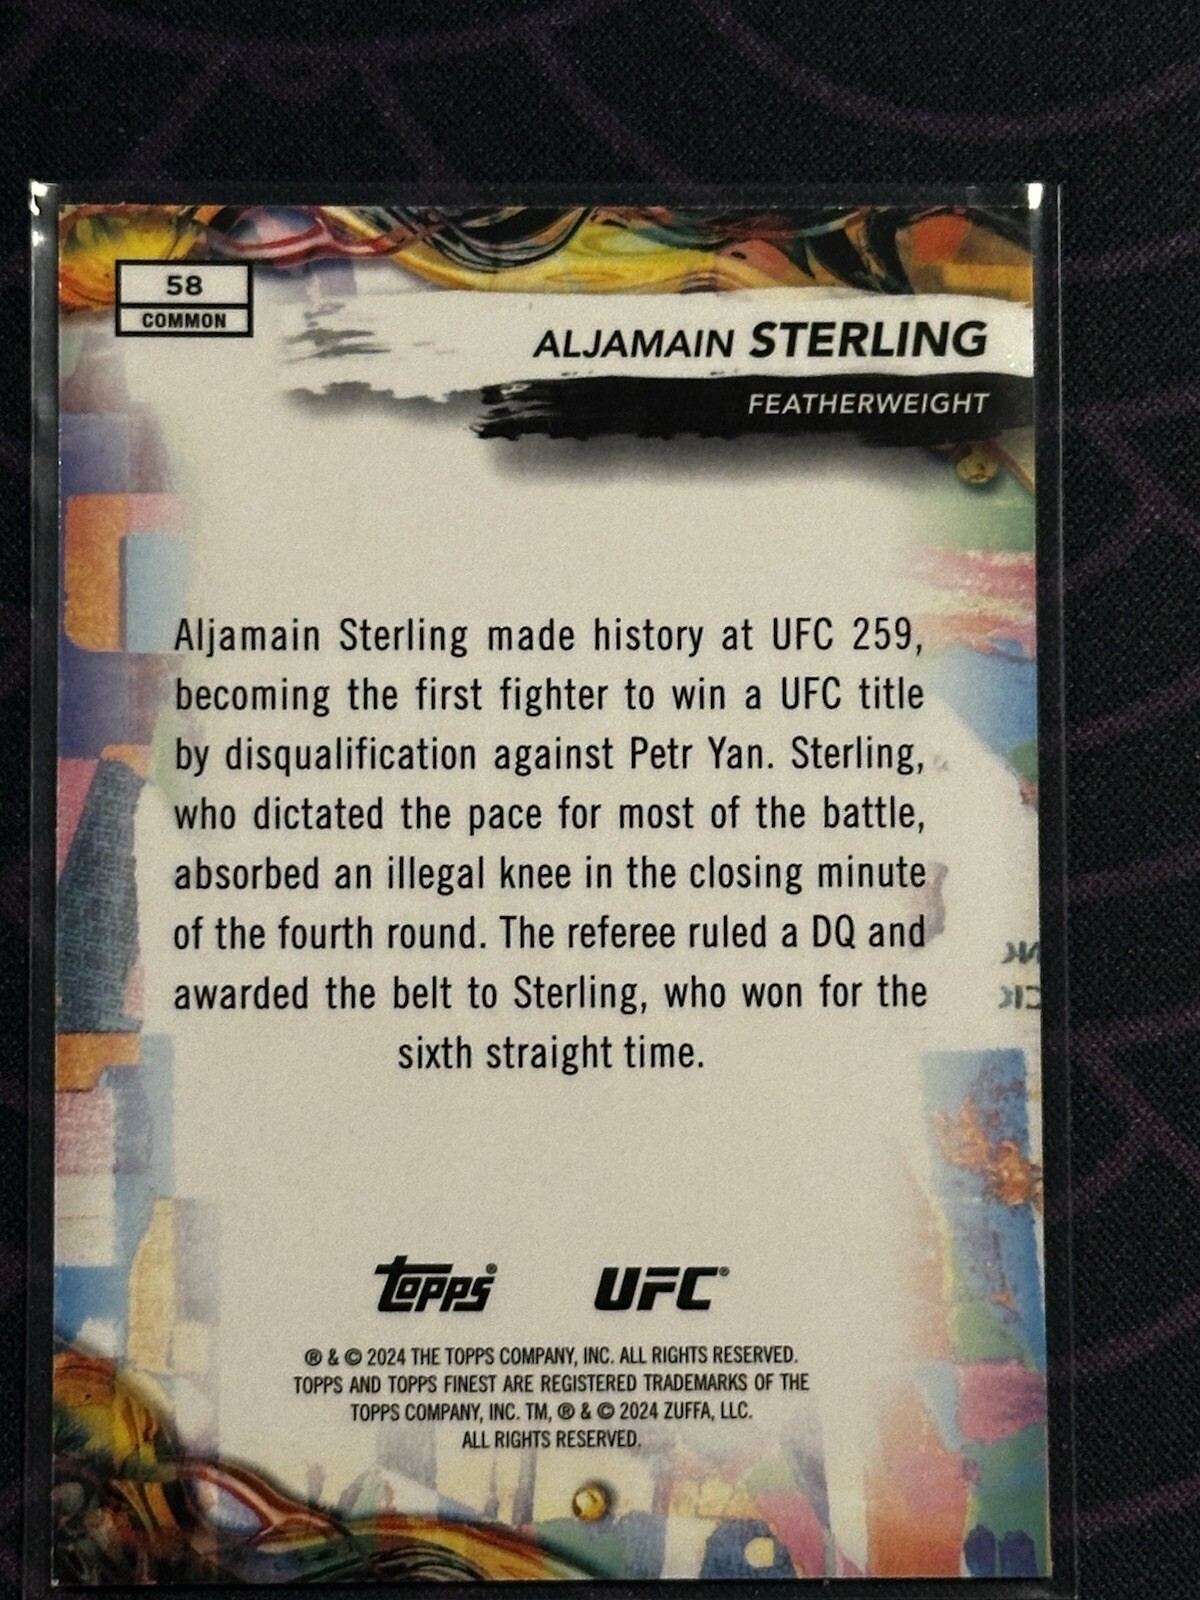 58
COMMON
ALJAMAIN STERLING
FEATHERWEIGHT
Aljamain Sterling made history at UFC 259,
becoming the first fighter to win a UFC title
by disqualification against Petr Yan. Sterling,
who dictated the pace for most of the battle,
absorbed an illegal knee in the closing minute
of the fourth round. The referee ruled a DQ and
awarded the belt to Sterling, who won for the
sixth straight time.
topps® UFC®
® & © 2024 THE TOPPS COMPANY, INC. ALL RIGHTS RESERVED.
TOPPS AND TOPPS FINEST ARE REGISTERED TRADEMARKS OF THE
TOPPS COMPANY, INC. TM, ® & © 2024 ZUFFA, LLC.
ALL RIGHTS RESERVED.